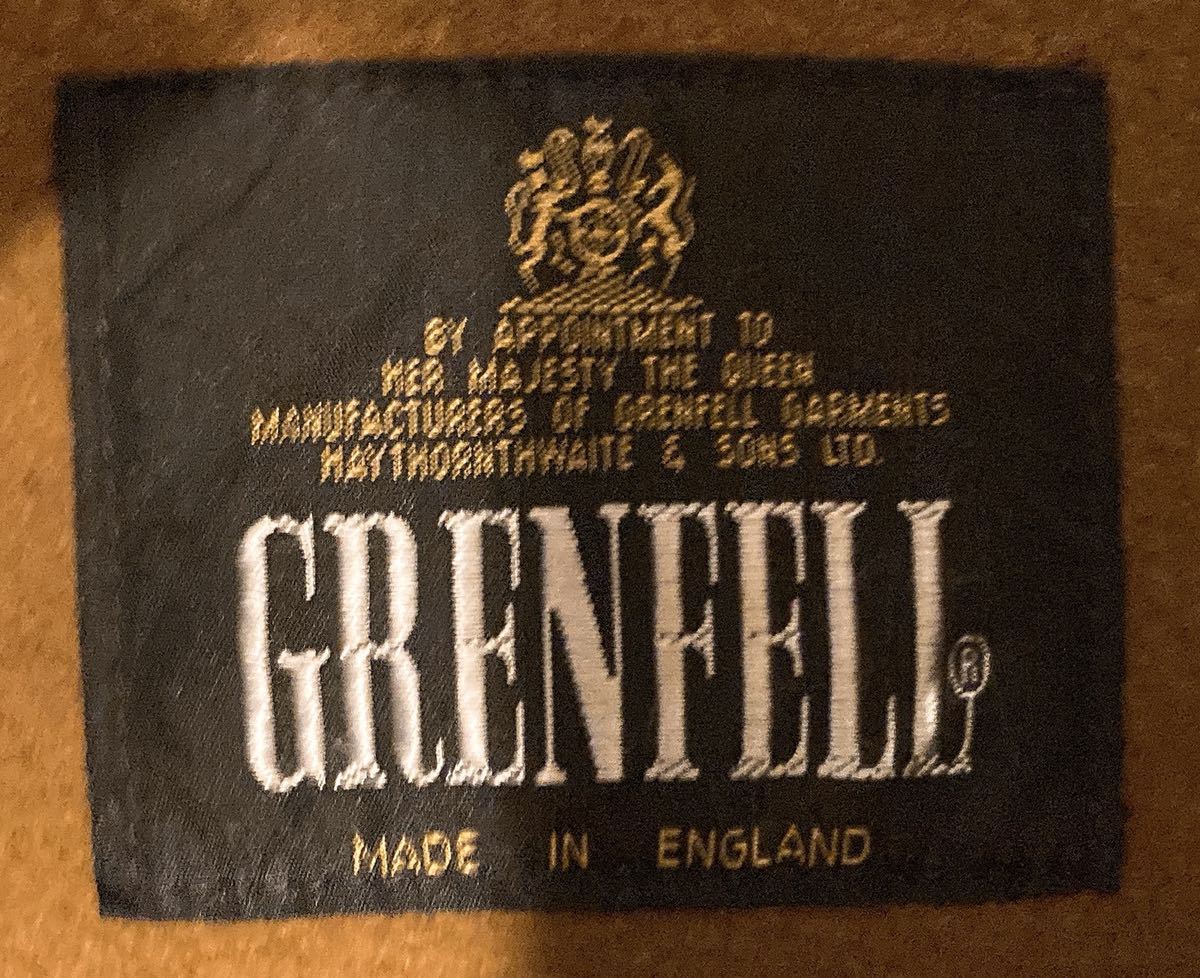 BY APPOINTMENT TO
HER MAJESTY THE QUEEN
MANUFACTURERS OF GRENFELL GARMENTS
HAYTHORNTHWAITE & SONS LTD.
GRENFELL®
MADE IN ENGLAND